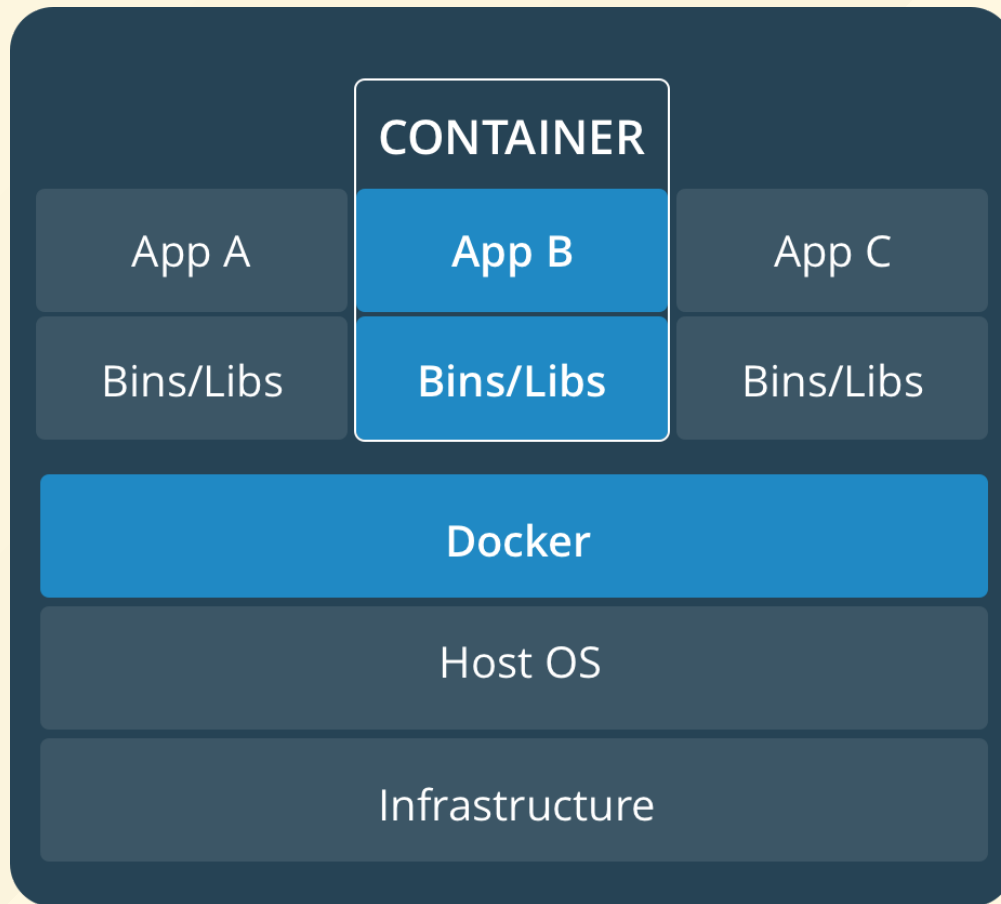 CONTAINER
App A
App B
App C
Bins/Libs
Bins/Libs
Bins/Libs
Docker
Host OS
Infrastructure